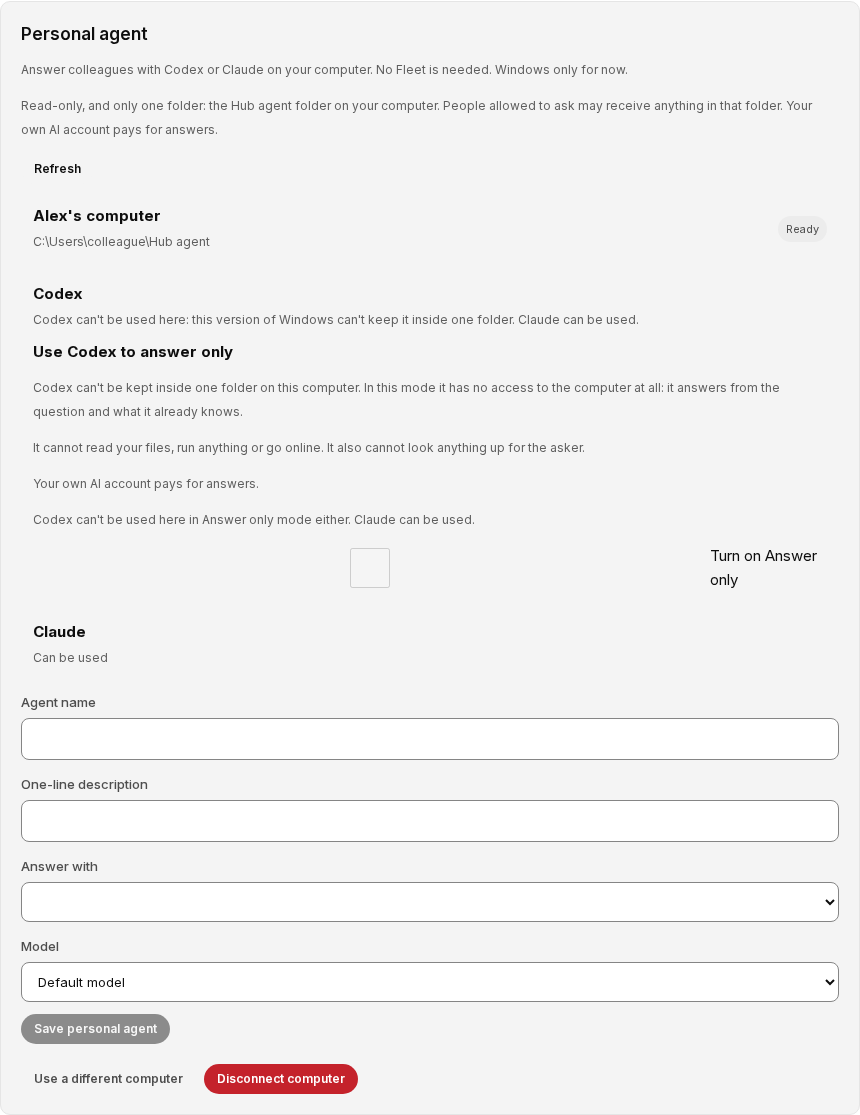 Personal agent
Answer colleagues with Codex or Claude on your computer. No Fleet is needed. Windows only for now.
Read-only, and only one folder: the Hub agent folder on your computer. People allowed to ask may receive anything in that folder. Your
own AI account pays for answers.
Refresh
Alex's computer
C:\Users\colleague\Hub agent
Ready
Codex
Codex can't be used here: this version of Windows can't keep it inside one folder. Claude can be used.
Use Codex to answer only
Codex can't be kept inside one folder on this computer. In this mode it has no access to the computer at all: it answers from the
question and what it already knows.
It cannot read your files, run anything or go online. It also cannot look anything up for the asker.
Your own AI account pays for answers.
Codex can't be used here in Answer only mode either. Claude can be used.
Turn on Answer
only
Claude
Can be used
Agent name
One-line description
Answer with
Model
Default model
Save personal agent
Use a different computer
Disconnect computer